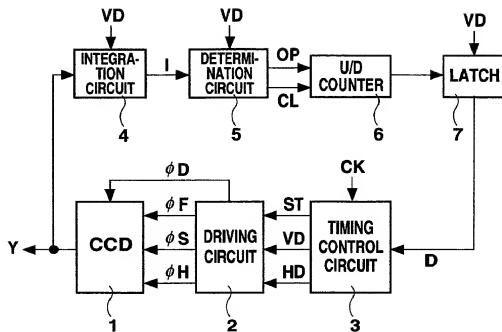 VD VD VD
INTEGRA-
TION
CIRCUIT
I
DETERMI-
NATION
CIRCUIT
OP
CL
U/D
COUNTER
LATCH
4 5 6 7
φD
CK
φF
φS
φH
ST
VD
HD
D
Y
CCD
DRIVING
CIRCUIT
TIMING
CONTROL
CIRCUIT
1 2 3